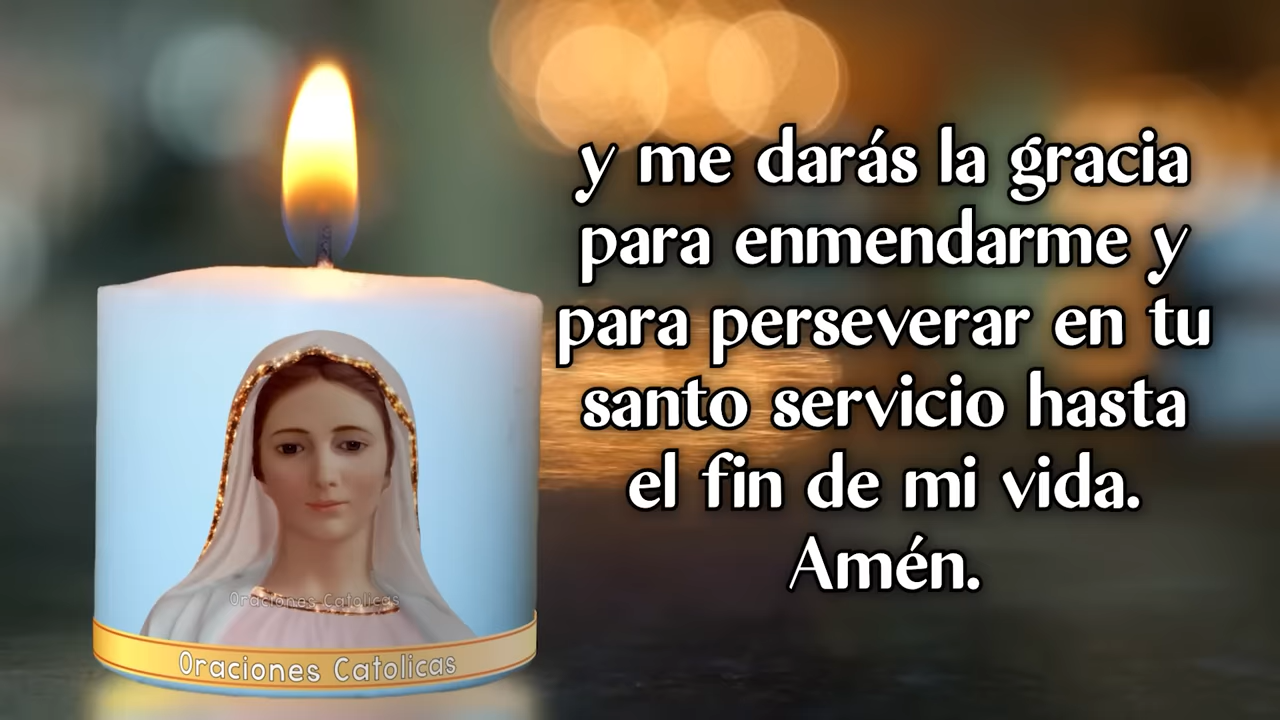 y me darás la gracia
para enmendarme y
para perseverar en tu
santo servicio hasta
el fin de mi vida.
Amén.
Oraciones Catolicas
Oraciones Catolicas